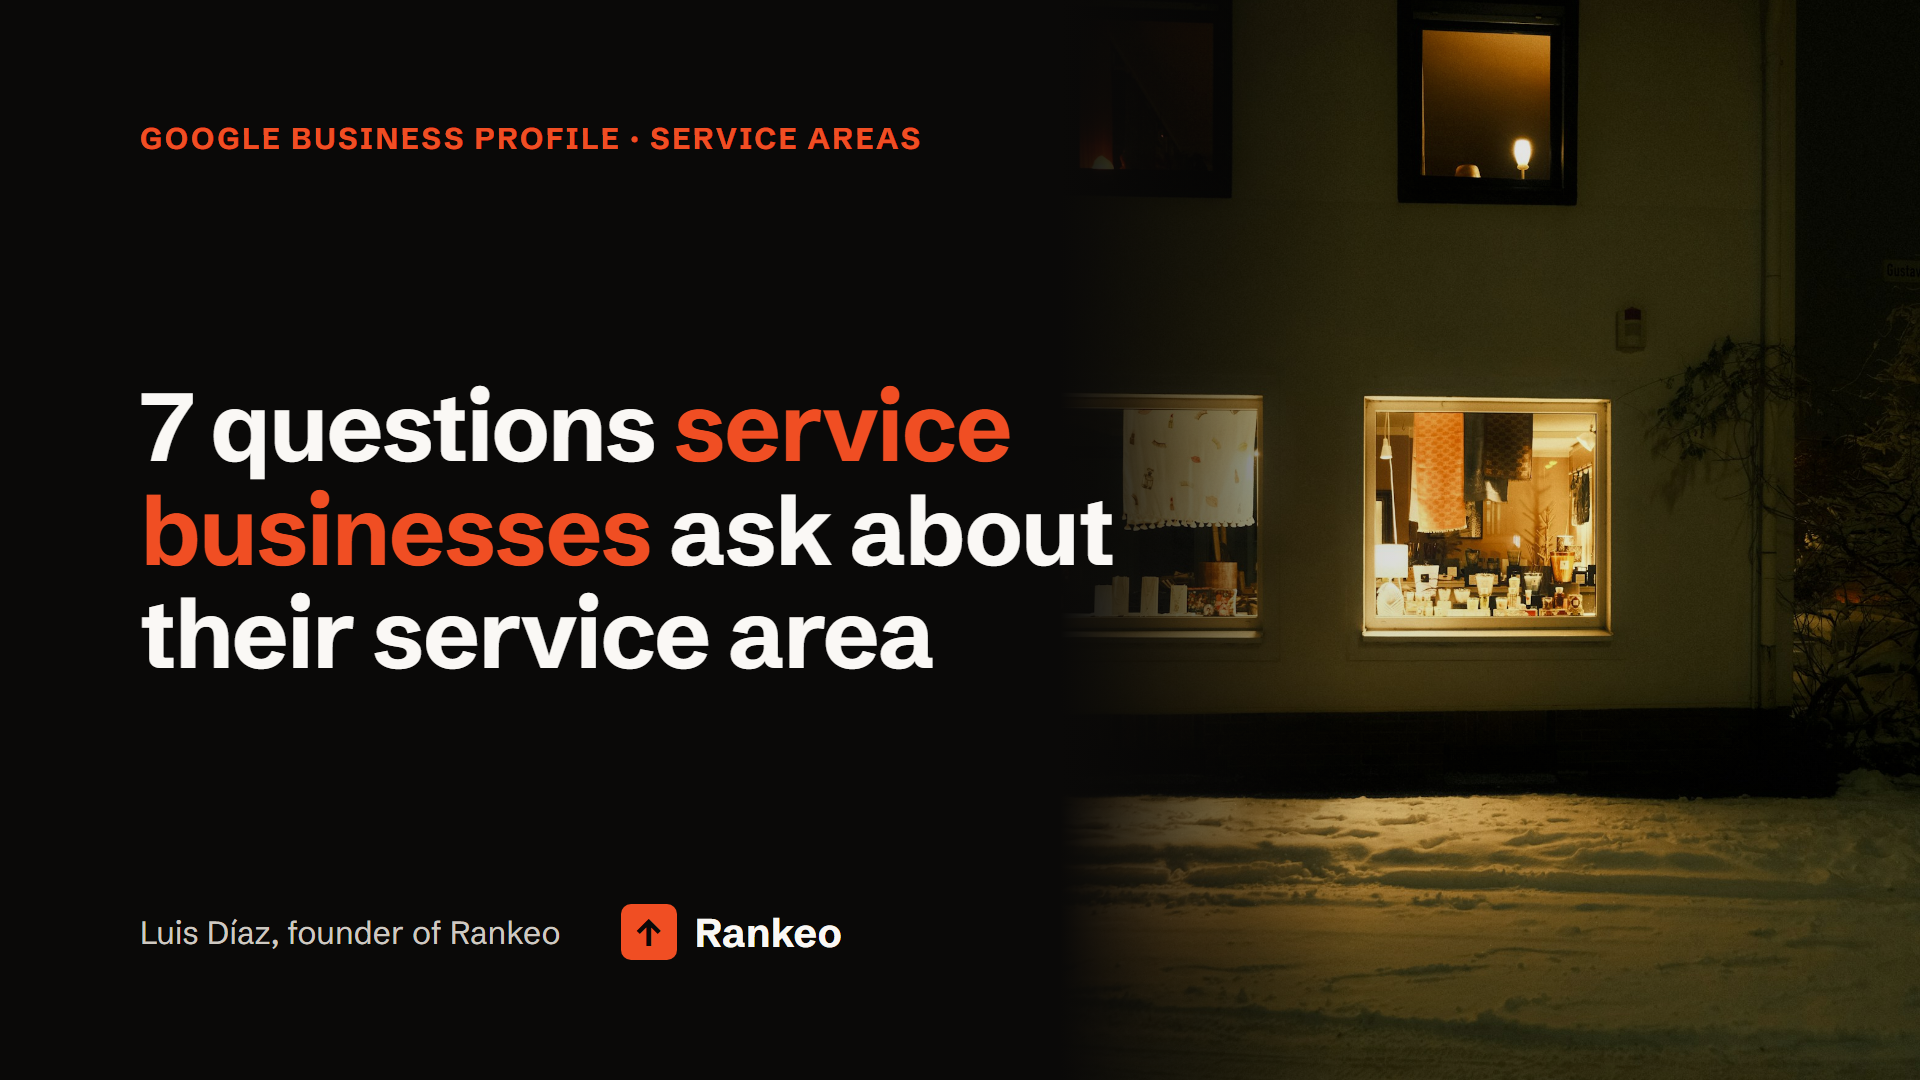 GOOGLE BUSINESS PROFILE · SERVICE AREAS
7 questions service
businesses ask about
their service area
Luis Díaz, founder of Rankeo
Rankeo